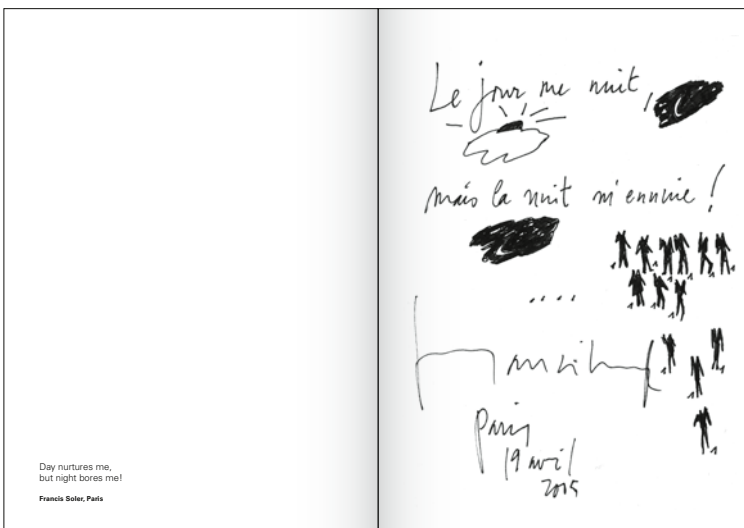 Day nurtures me,
but night bores me!
Francis Soler, Paris
Le jour me nuit,
mais la nuit m'ennuie !
....
Paris
19 avril
2005